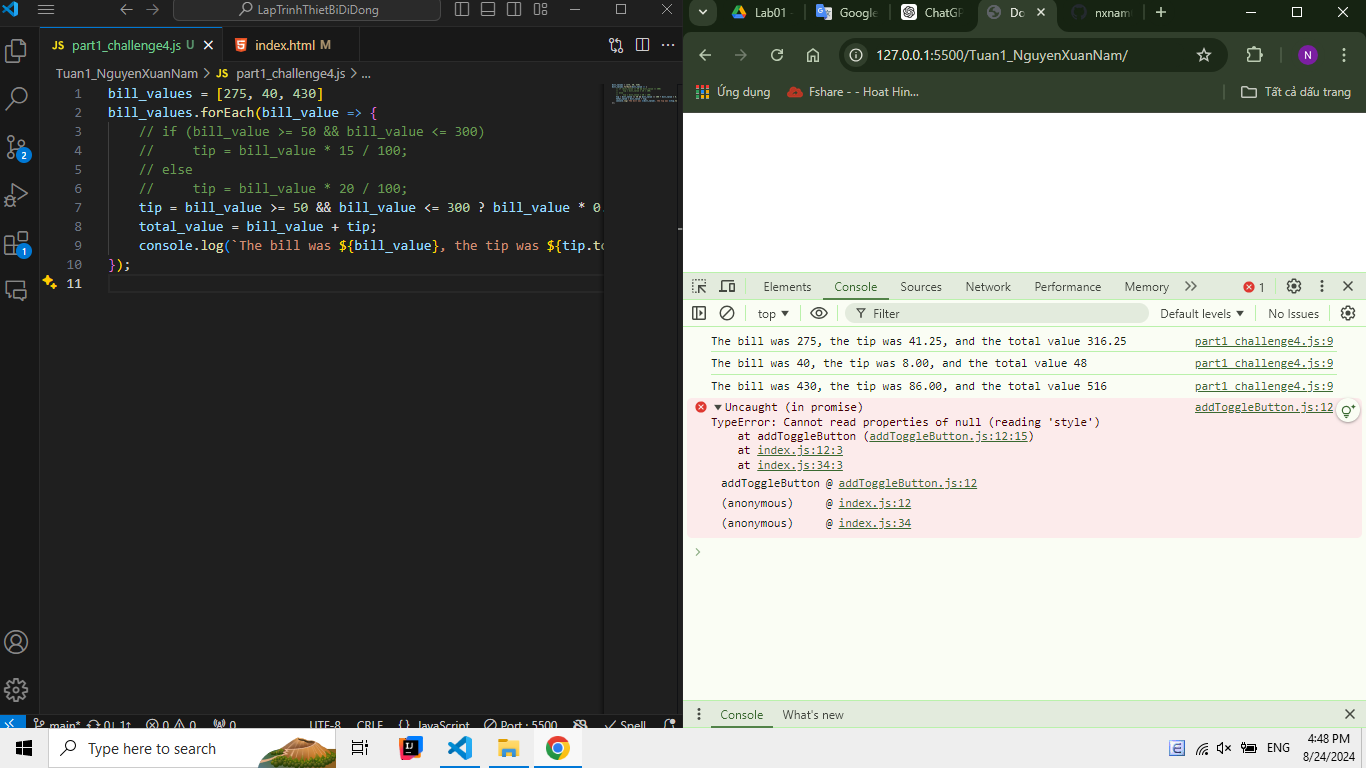 LapTrinhThietBiDiDong
JS part1_challenge4.js U
index.html M
Tuan1_NguyenXuanNam > JS part1_challenge4.js > ...
1 bill_values = [275, 40, 430]
2 bill_values.forEach(bill_value => {
3 // if (bill_value >= 50 && bill_value <= 300)
4 //     tip = bill_value * 15 / 100;
5 // else
6 //     tip = bill_value * 20 / 100;
7 tip = bill_value >= 50 && bill_value <= 300 ? bill_value * 0.
8 total_value = bill_value + tip;
9 console.log(`The bill was ${bill_value}, the tip was ${tip.to
10 });
11
2
1
main* 0↓ 1↑ 0 0 0 UTF-8 CRLF {} JavaScript Port : 5500 Spell
Lab01
Google
ChatGP
Do
nxnam
127.0.0.1:5500/Tuan1_NguyenXuanNam/
N
Ứng dụng
Fshare - - Hoat Hin...
Tất cả dấu trang
Elements Console Sources Network Performance Memory 1
top Filter Default levels No Issues
The bill was 275, the tip was 41.25, and the total value 316.25 part1 challenge4.js:9
The bill was 40, the tip was 8.00, and the total value 48 part1 challenge4.js:9
The bill was 430, the tip was 86.00, and the total value 516 part1 challenge4.js:9
Uncaught (in promise) addToggleButton.js:12
TypeError: Cannot read properties of null (reading 'style')
at addToggleButton (addToggleButton.js:12:15)
at index.js:12:3
at index.js:34:3
addToggleButton @ addToggleButton.js:12
(anonymous) @ index.js:12
(anonymous) @ index.js:34
Console What's new
Type here to search
ENG
4:48 PM
8/24/2024